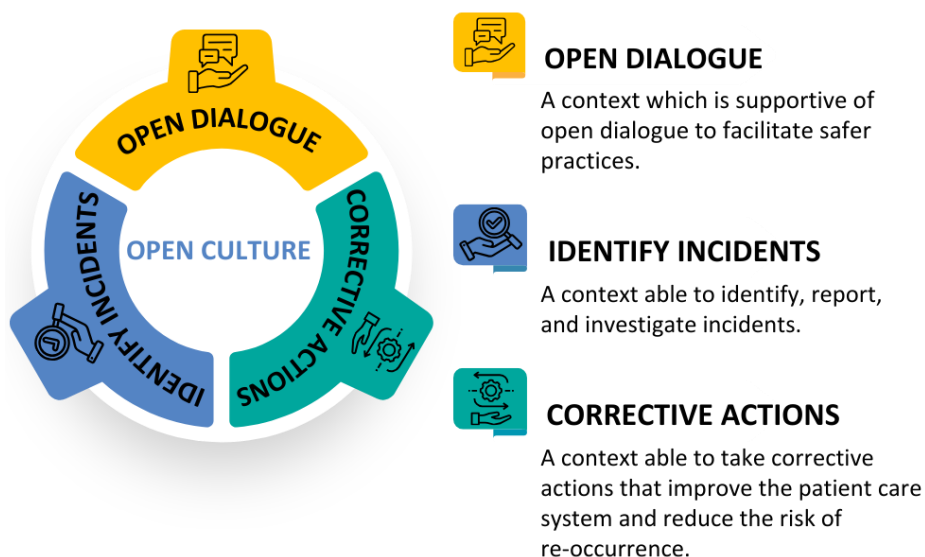 OPEN DIALOGUE
IDENTIFY INCIDENTS
OPEN CULTURE
CORRECTIVE ACTIONS
OPEN DIALOGUE
A context which is supportive of
open dialogue to facilitate safer
practices.
IDENTIFY INCIDENTS
A context able to identify, report,
and investigate incidents.
CORRECTIVE ACTIONS
A context able to take corrective
actions that improve the patient care
system and reduce the risk of
re-occurrence.